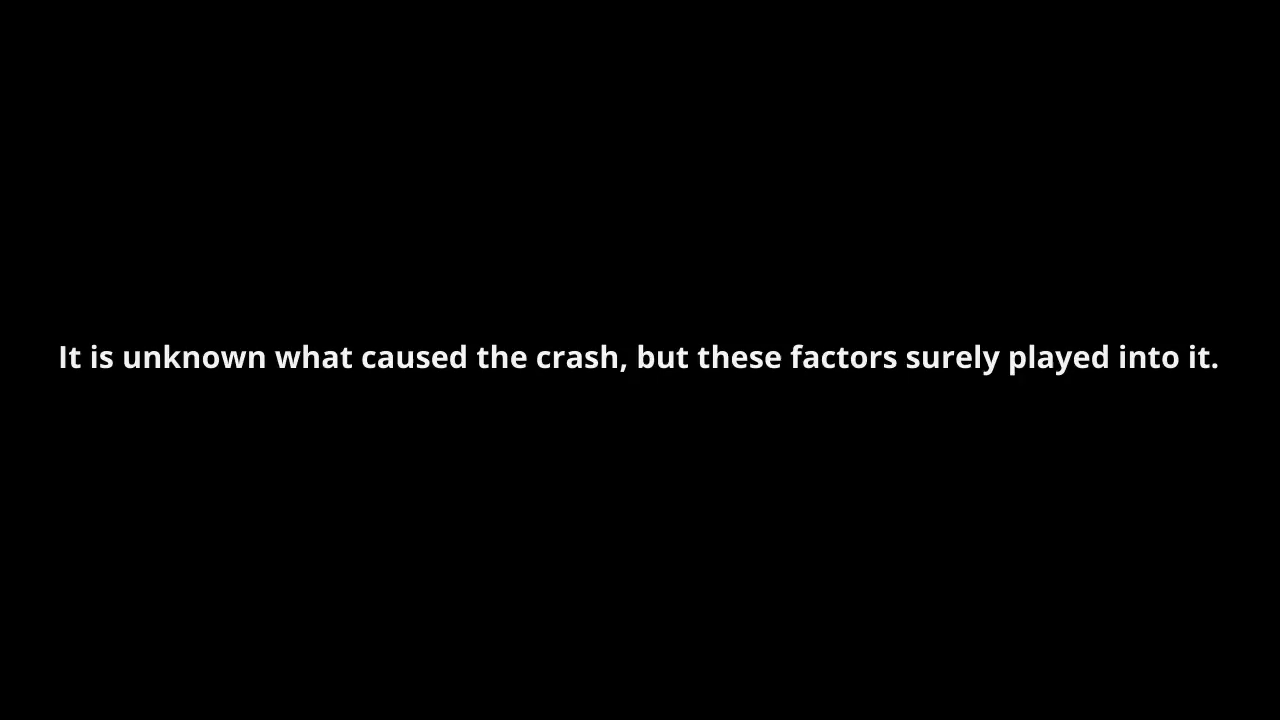 It is unknown what caused the crash, but these factors surely played into it.